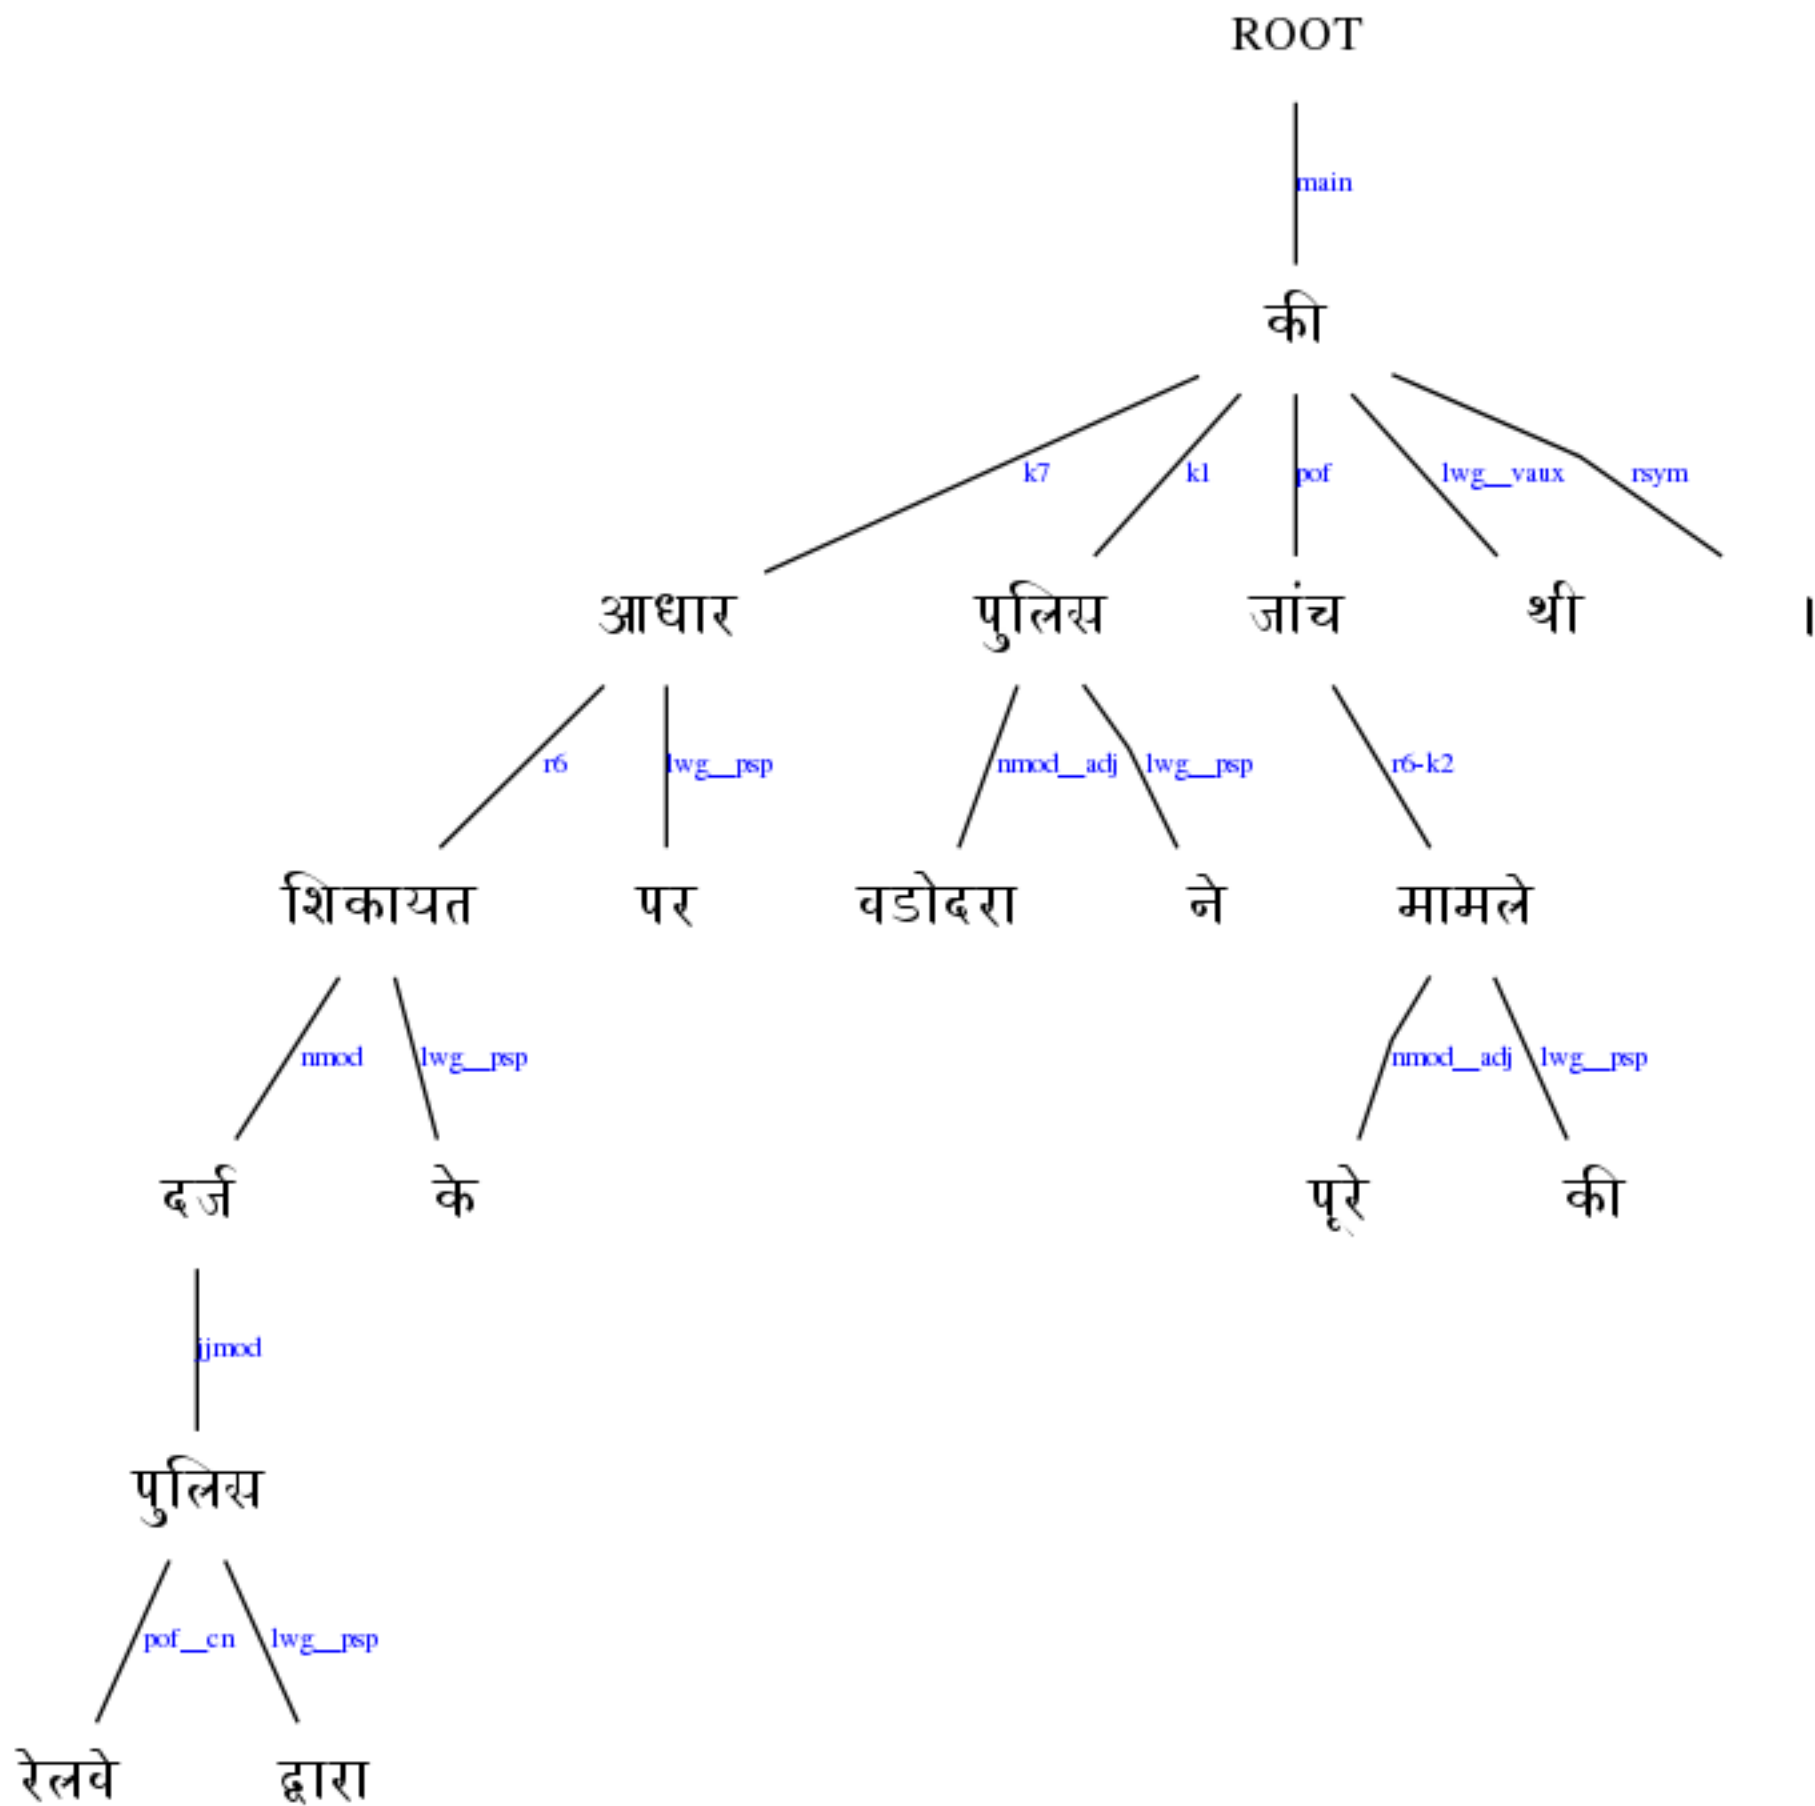 ROOT
main
की
k7 k1 pof lwg__vaux rsym
आधार पुलिस जांच थी ।
r6 lwg__psp nmod__adj lwg__psp r6-k2
शिकायत पर वडोदरा ने मामले
nmod lwg__psp nmod__adj lwg__psp
दर्ज के पूरे की
jjmod
पुलिस
pof__cn lwg__psp
रेलवे द्वारा